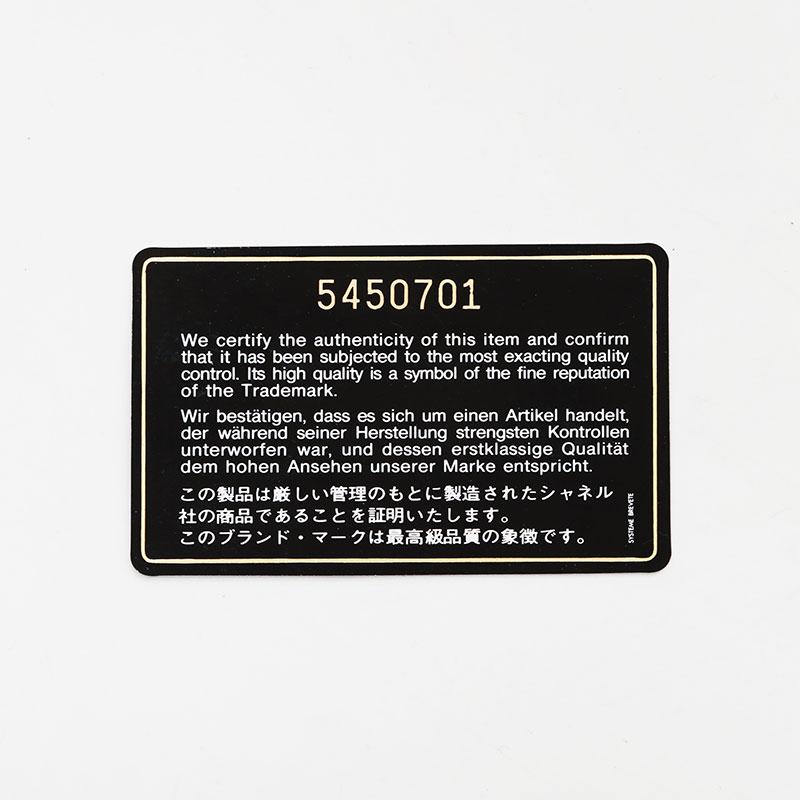 5450701
We certify the authenticity of this item and confirm
that it has been subjected to the most exacting quality
control. Its high quality is a symbol of the fine reputation
of the Trademark.
Wir bestätigen, dass es sich um einen Artikel handelt,
der während seiner Herstellung strengsten Kontrollen
unterworfen war, und dessen erstklassige Qualität
dem hohen Ansehen unserer Marke entspricht.
この製品は厳しい管理のもとに製造されたシャネル
社の商品であることを証明いたします。
このブランド・マークは最高級品質の象徴です。
SYSTEME BREVETE